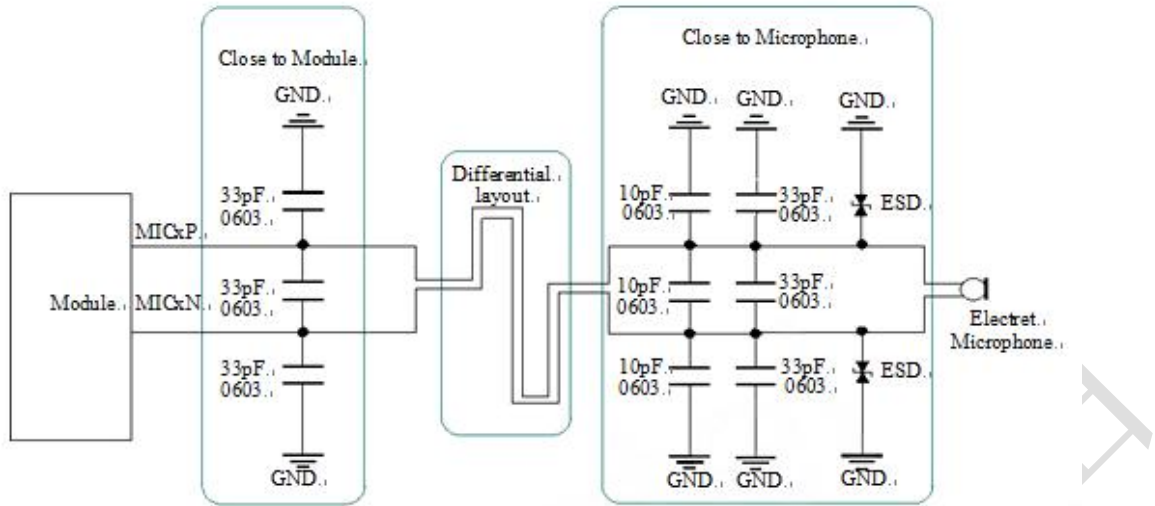 Close to Module.
GND.
33pF.
0603.
MICxP.
33pF.
0603.
Module.
MICxN.
33pF.
0603.
GND.
Differential.
layout.
Close to Microphone.
GND.
GND.
GND.
10pF.
0603.
33pF.
0603.
ESD.
10pF.
0603.
33pF.
0603.
10pF.
0603.
33pF.
0603.
ESD.
GND.
GND.
GND.
Electret.
Microphone.